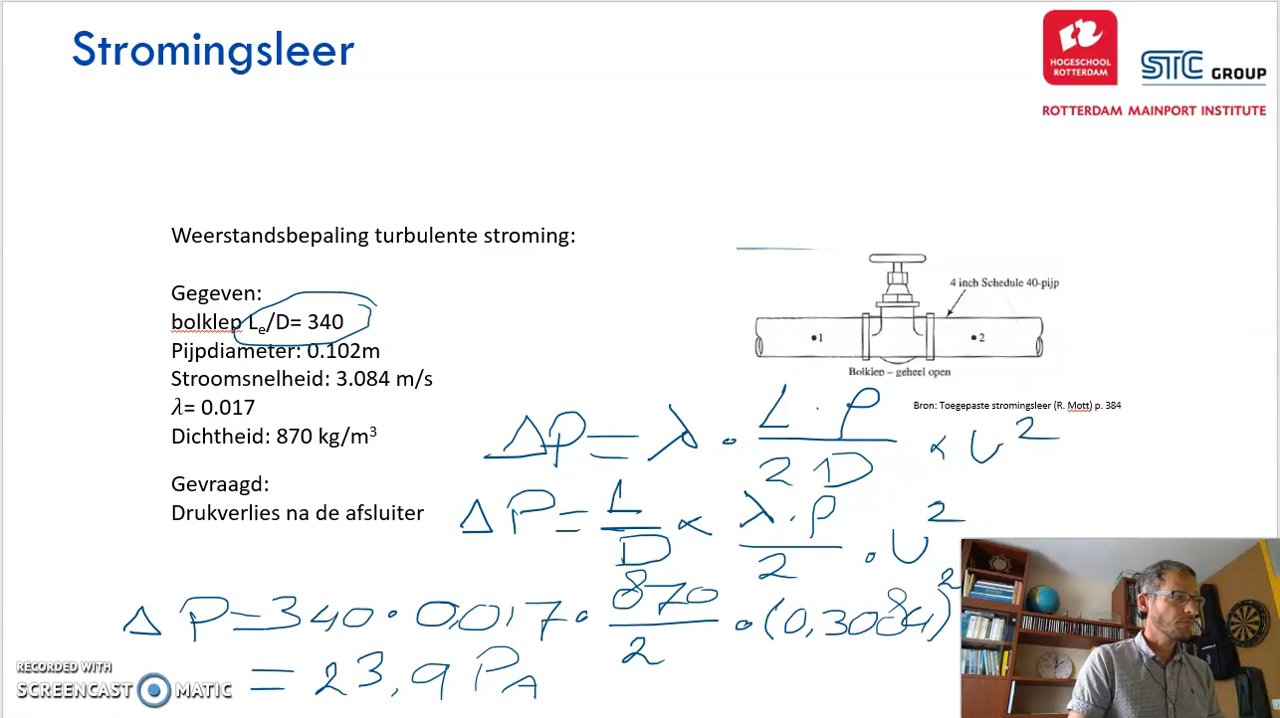 Stromingsleer
HOGESCHOOL
ROTTERDAM
STC GROUP
ROTTERDAM MAINPORT INSTITUTE
Weerstandsbepaling turbulente stroming:
Gegeven:
bolklep Le/D= 340
Pijpdiameter: 0.102m
Stroomsnelheid: 3.084 m/s
λ= 0.017
Dichtheid: 870 kg/m³
Gevraagd:
Drukverlies na de afsluiter
4 inch Schedule 40-pijp
•1
•2
Bolklep – geheel open
Bron: Toegepaste stromingsleer (R. Mott) p. 384
ΔP = λ · L · ρ / 2 D × U²
ΔP = L / D × λ · ρ / 2 · U²
ΔP = 340 · 0,017 · 870 / 2 · (0,3084)²
= 23,9 PA
RECORDED WITH
SCREENCAST MATIC